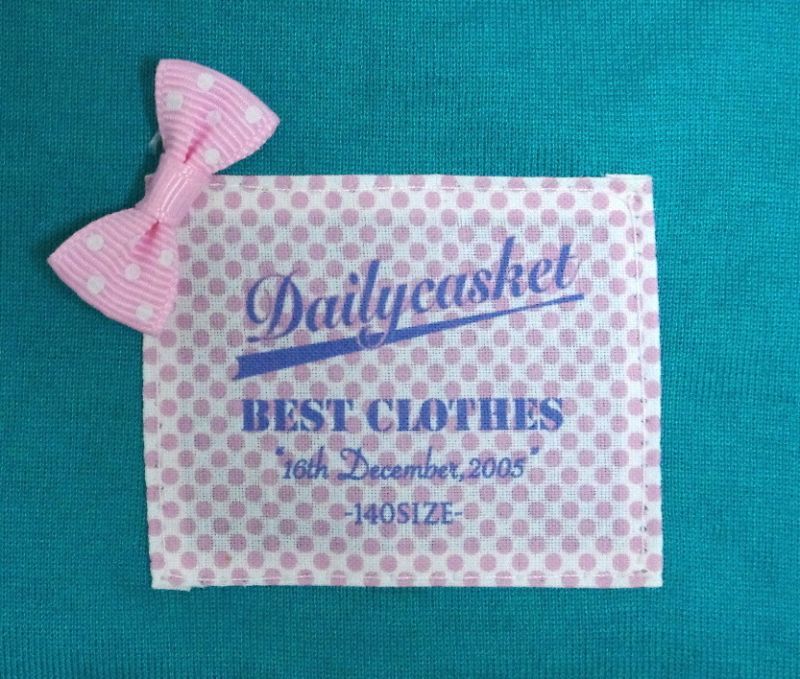 Dailycasket
BEST CLOTHES
"16th December, 2005"
-140SIZE-